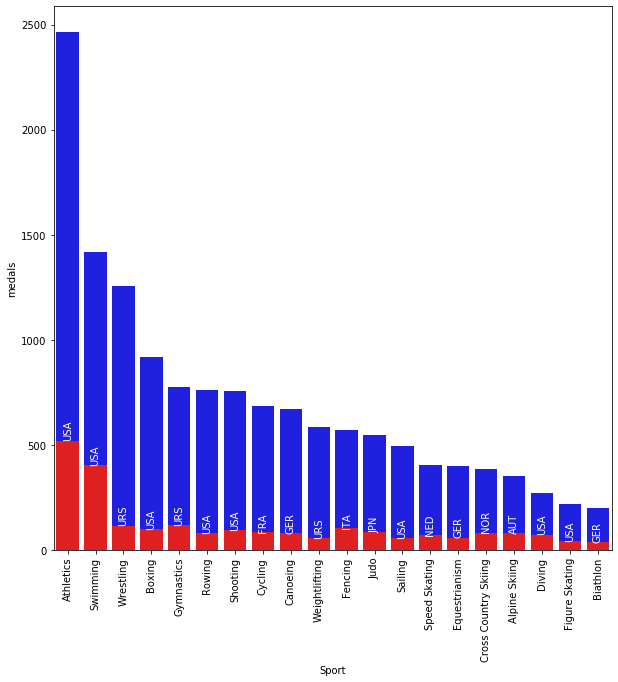 2500
2000
1500
1000
500
0
medals
USA
USA
URS
USA
URS
USA
USA
FRA
GER
URS
ITA
JPN
USA
NED
GER
NOR
AUT
USA
USA
GER
Athletics
Swimming
Wrestling
Boxing
Gymnastics
Rowing
Shooting
Cycling
Canoeing
Weightlifting
Fencing
Judo
Sailing
Speed Skating
Equestrianism
Cross Country Skiing
Alpine Skiing
Diving
Figure Skating
Biathlon
Sport